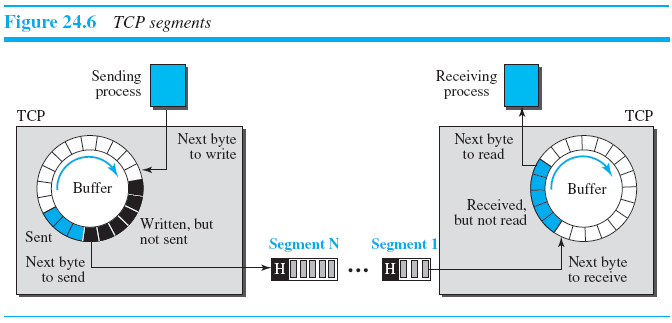 Figure 24.6 TCP segments
Sending
process
Receiving
process
TCP
TCP
Next byte
to write
Buffer
Written, but
not sent
Sent
Next byte
to send
Segment N
H
...
Segment 1
H
Next byte
to read
Buffer
Received,
but not read
Next byte
to receive